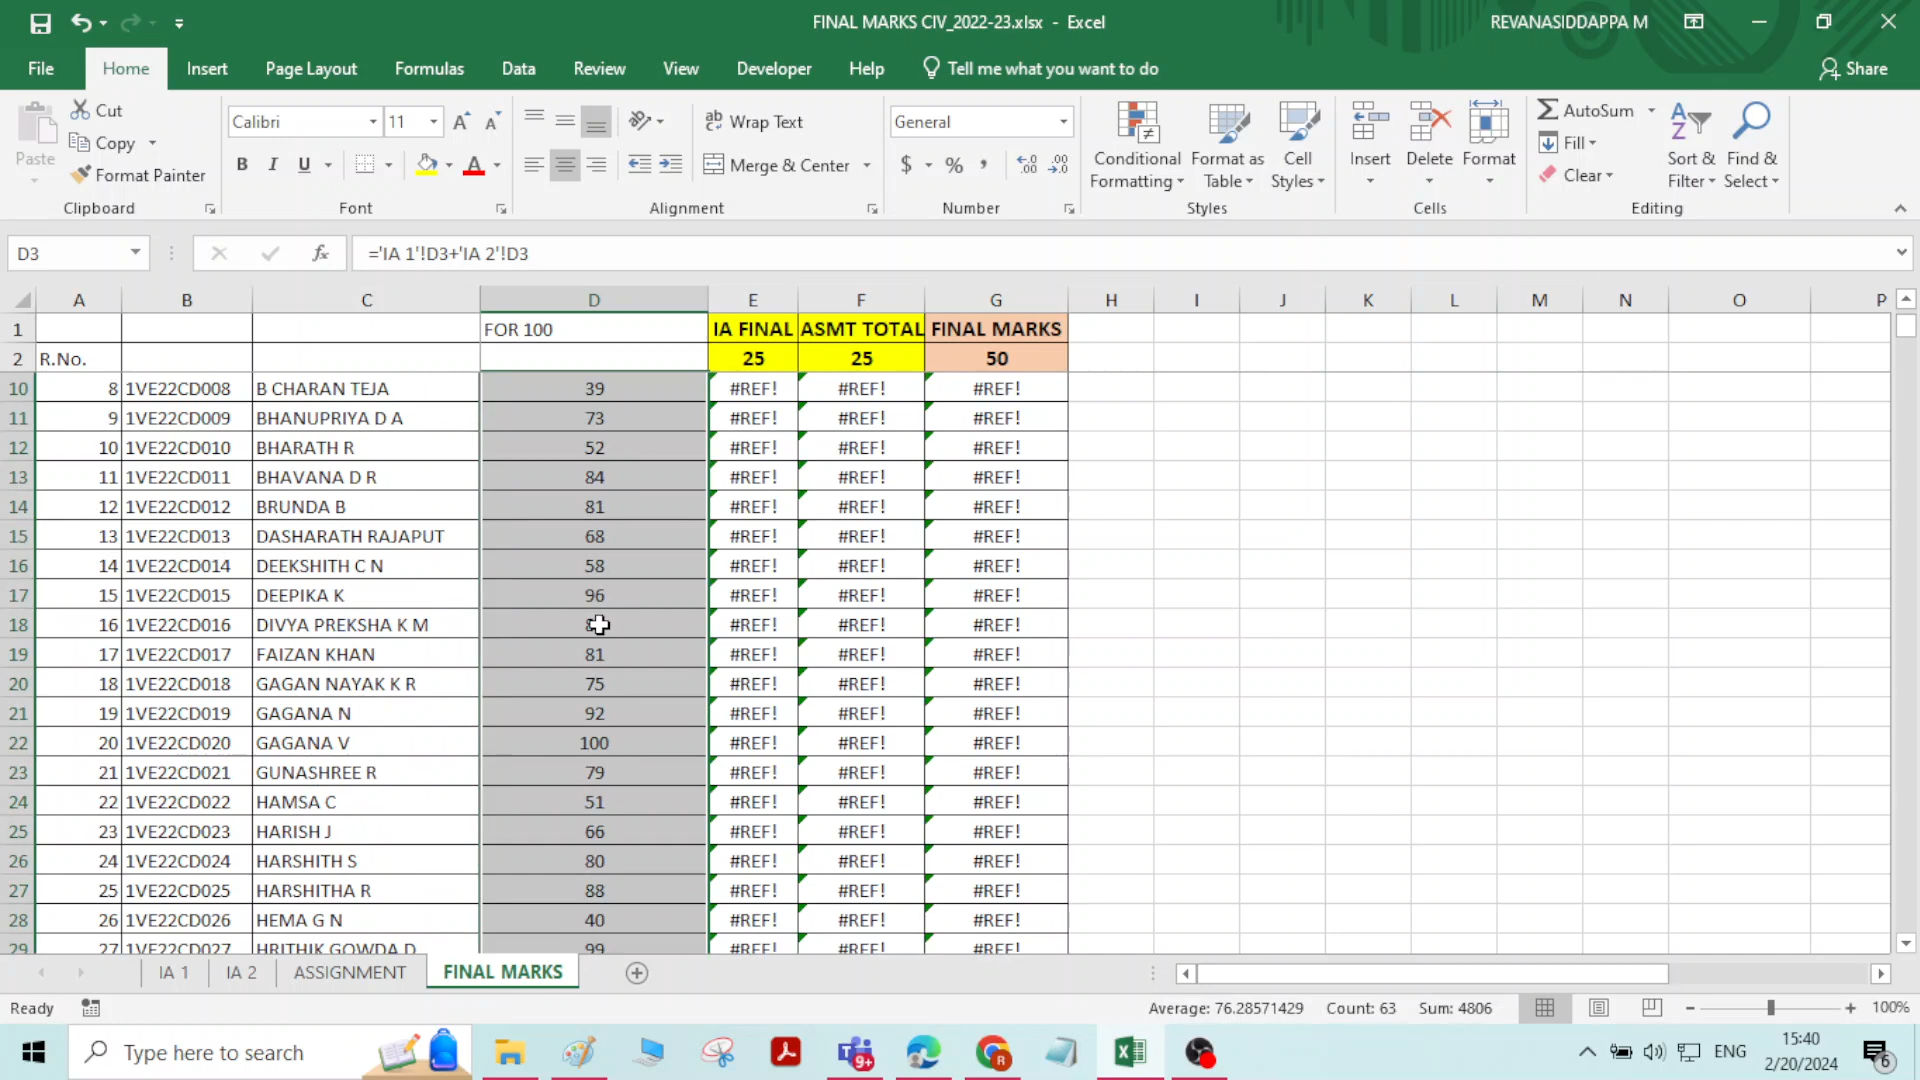 FINAL MARKS CIV_2022-23.xlsx - Excel
REVANASIDDAPPA M
File Home Insert Page Layout Formulas Data Review View Developer Help Tell me what you want to do Share
Paste
Cut
Copy
Format Painter
Clipboard
Calibri 11
B I U
Font
Wrap Text
Merge & Center
Alignment
General
$ % ,
Number
Conditional Formatting
Format as Table
Cell Styles
Styles
Insert Delete Format
Cells
AutoSum
Fill
Clear
Sort & Filter
Find & Select
Editing
D3 fx ='IA 1'!D3+'IA 2'!D3
A B C D E F G H I J K L M N O P
1 FOR 100 IA FINAL ASMT TOTAL FINAL MARKS
2 R.No. 25 25 50
10 8 1VE22CD008 B CHARAN TEJA 39 #REF! #REF! #REF!
11 9 1VE22CD009 BHANUPRIYA D A 73 #REF! #REF! #REF!
12 10 1VE22CD010 BHARATH R 52 #REF! #REF! #REF!
13 11 1VE22CD011 BHAVANA D R 84 #REF! #REF! #REF!
14 12 1VE22CD012 BRUNDA B 81 #REF! #REF! #REF!
15 13 1VE22CD013 DASHARATH RAJAPUT 68 #REF! #REF! #REF!
16 14 1VE22CD014 DEEKSHITH C N 58 #REF! #REF! #REF!
17 15 1VE22CD015 DEEPIKA K 96 #REF! #REF! #REF!
18 16 1VE22CD016 DIVYA PREKSHA K M #REF! #REF! #REF!
19 17 1VE22CD017 FAIZAN KHAN 81 #REF! #REF! #REF!
20 18 1VE22CD018 GAGAN NAYAK K R 75 #REF! #REF! #REF!
21 19 1VE22CD019 GAGANA N 92 #REF! #REF! #REF!
22 20 1VE22CD020 GAGANA V 100 #REF! #REF! #REF!
23 21 1VE22CD021 GUNASHREE R 79 #REF! #REF! #REF!
24 22 1VE22CD022 HAMSA C 51 #REF! #REF! #REF!
25 23 1VE22CD023 HARISH J 66 #REF! #REF! #REF!
26 24 1VE22CD024 HARSHITH S 80 #REF! #REF! #REF!
27 25 1VE22CD025 HARSHITHA R 88 #REF! #REF! #REF!
28 26 1VE22CD026 HEMA G N 40 #REF! #REF! #REF!
29 27 1VE22CD027 HRITHIK GOWDA D 99 #REF! #REF! #REF!
IA 1 IA 2 ASSIGNMENT FINAL MARKS
Ready Average: 76.28571429 Count: 63 Sum: 4806 100%
Type here to search
9+
R
ENG
15:40
2/20/2024
6